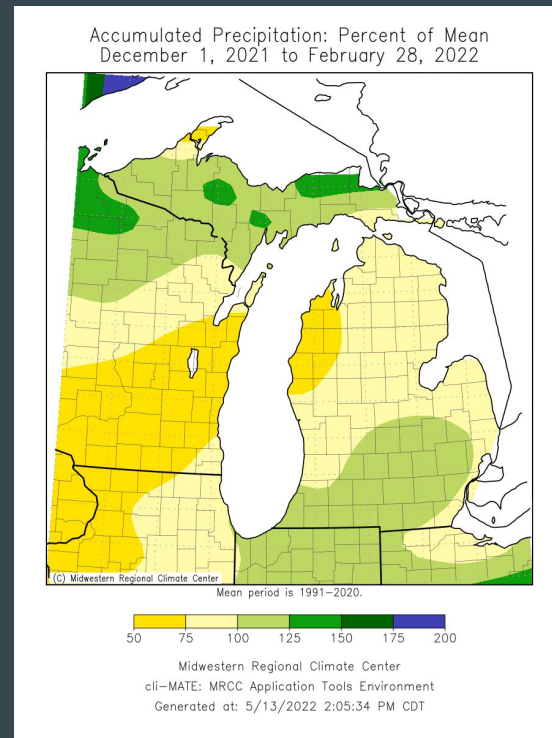 Accumulated Precipitation: Percent of Mean
December 1, 2021 to February 28, 2022
(C) Midwestern Regional Climate Center
Mean period is 1991-2020.
50 75 100 125 150 175 200
Midwestern Regional Climate Center
cli-MATE: MRCC Application Tools Environment
Generated at: 5/13/2022 2:05:34 PM CDT